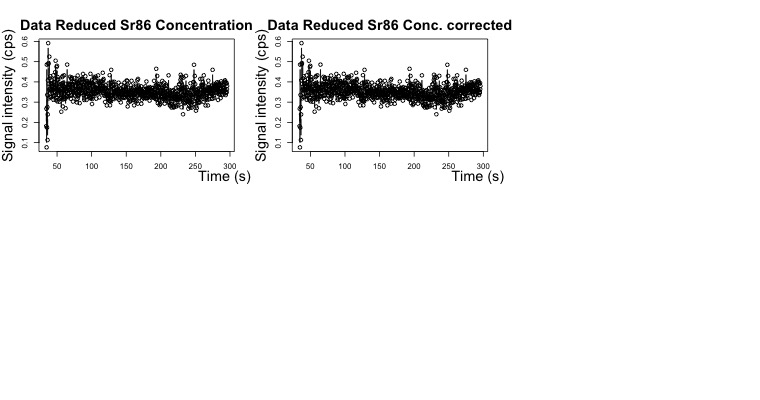 Data Reduced Sr86 Concentration
Signal intensity (cps)
0.1 0.2 0.3 0.4 0.5 0.6
50 100 150 200 250 300
Time (s)
Data Reduced Sr86 Conc. corrected
Signal intensity (cps)
0.1 0.2 0.3 0.4 0.5 0.6
50 100 150 200 250 300
Time (s)